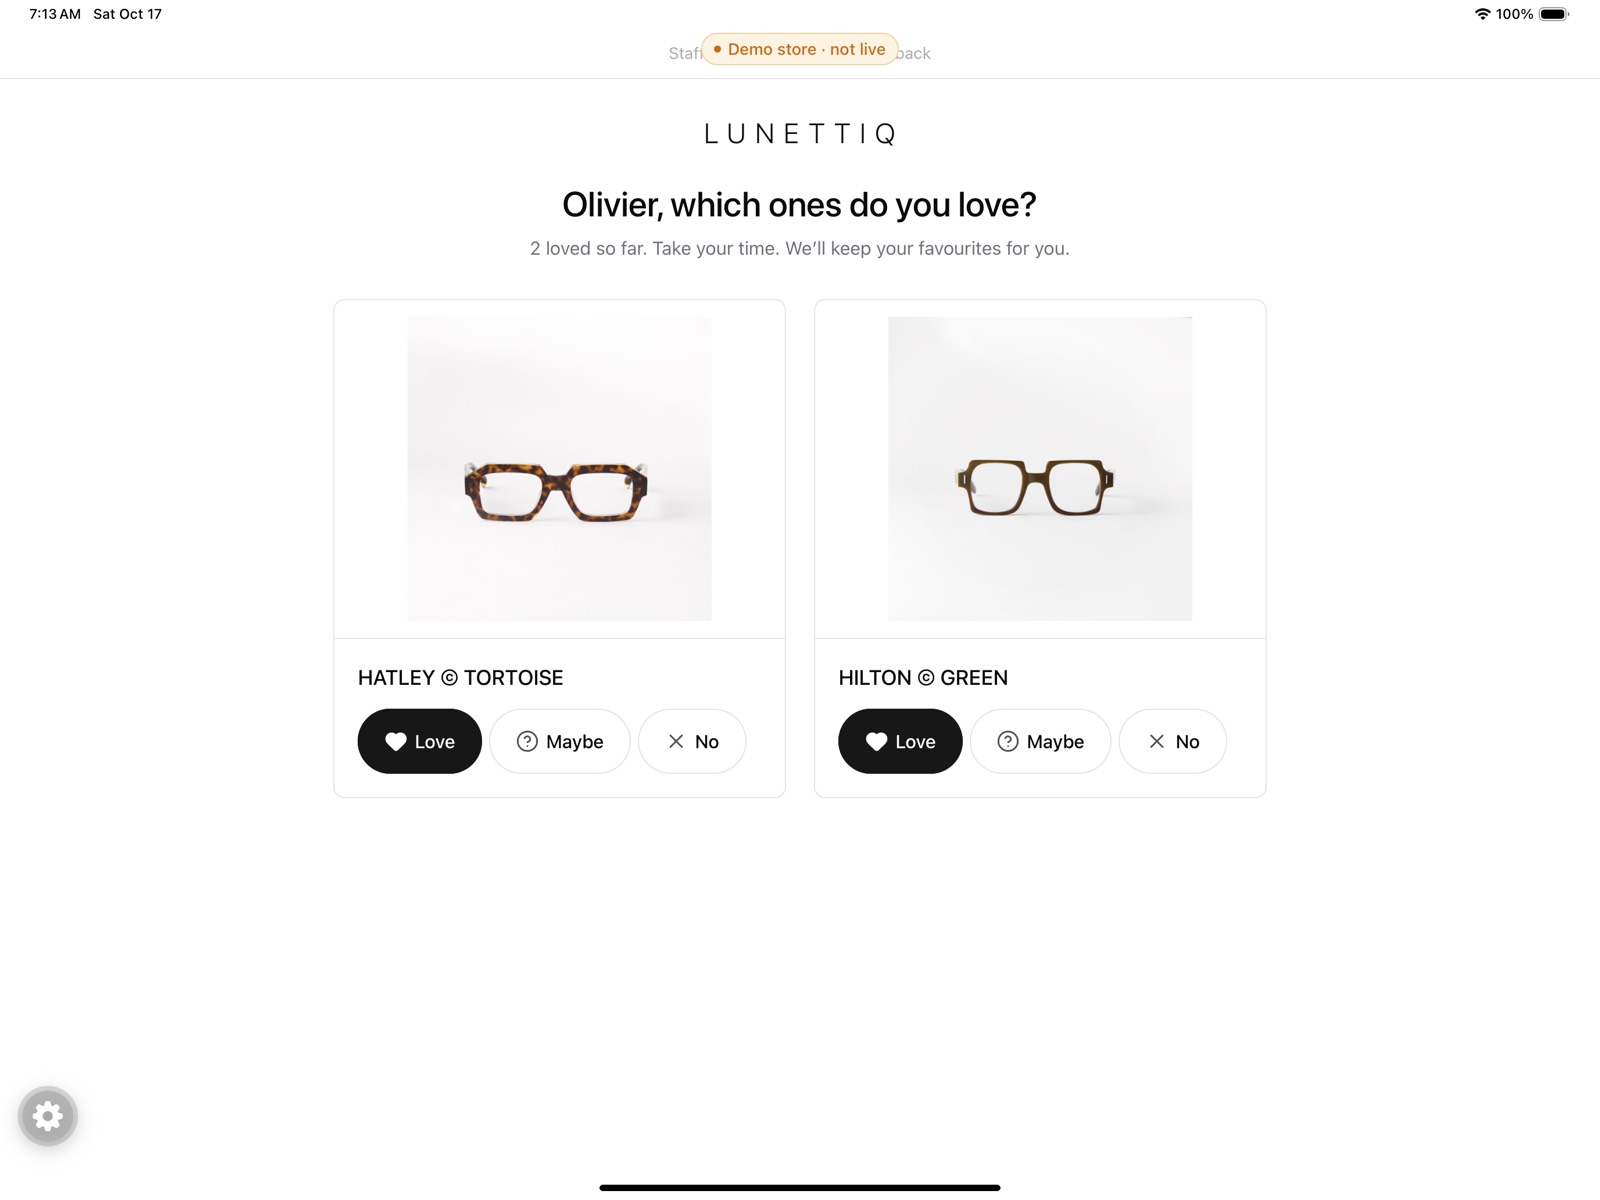 7:13 AM Sat Oct 17
100%
Demo store · not live
LUNETTIQ
Olivier, which ones do you love?
2 loved so far. Take your time. We’ll keep your favourites for you.
HATLEY © TORTOISE
HILTON © GREEN
Love
Maybe
No
Love
Maybe
No